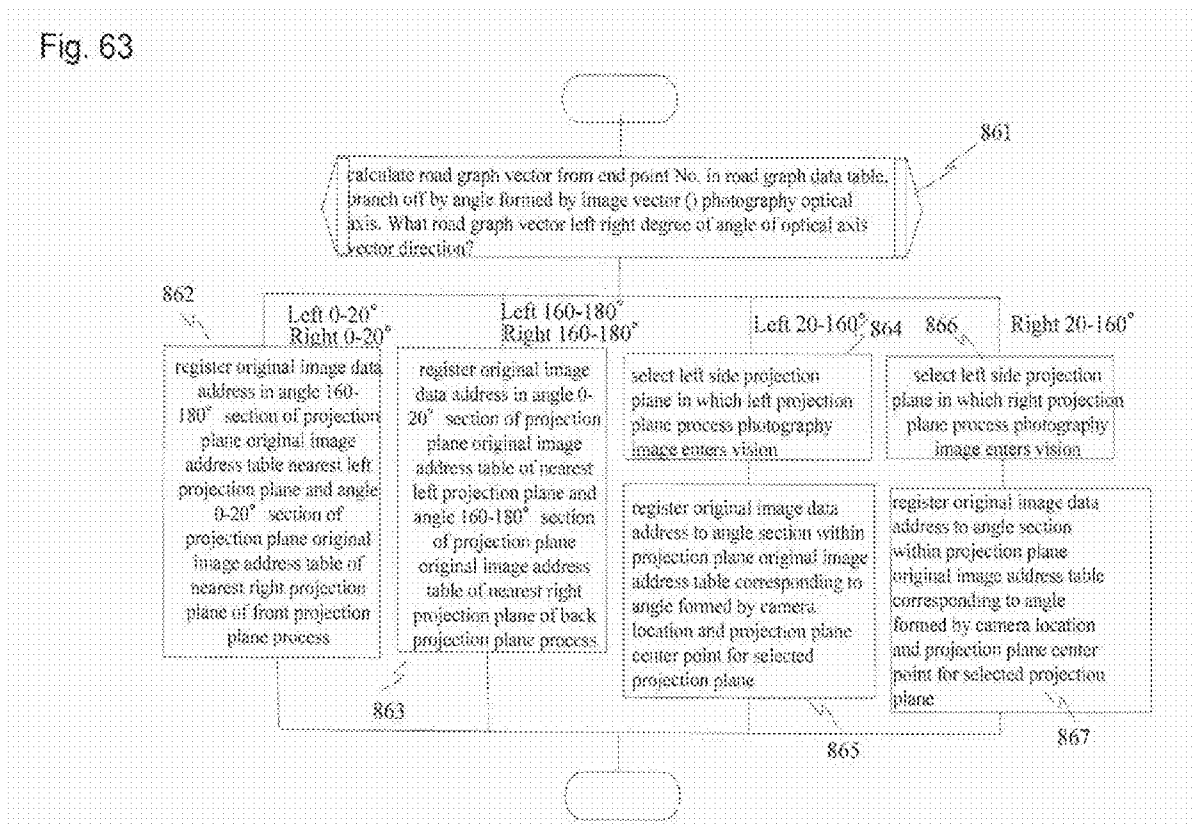 Fig. 63
861
calculate road graph vector from end point No. in road graph data table,
branch off by angle formed by image vector () photography optical
axis. What road graph vector left right degree of angle of optical axis
vector direction?
862
Left 0-20°
Right 0-20°
Left 160-180°
Right 160-180°
Left 20-160°
864
866
Right 20-160°
register original image data
address in angle 160-
180° section of projection
plane original image
address table nearest left
projection plane and angle
0-20° section of
projection plane original
image address table of
nearest right projection
plane of front projection
plane process
register original image
data address in angle 0-
20° section of projection
plane original image
address table of nearest
left projection plane and
angle 160-180° section
of projection plane
original image address
table of nearest right
projection plane of back
projection plane process
863
select left side projection
plane in which left projection
plane process photography
image enters vision
register original image data
address to angle section within
projection plane original image
address table corresponding to
angle formed by camera
location and projection plane
center point for selected
projection plane
865
select left side projection
plane in which right projection
plane process photography
image enters vision
register original image data
address to angle section
within projection plane
original image address table
corresponding to angle
formed by camera location
and projection plane center
point for selected projection
plane
867